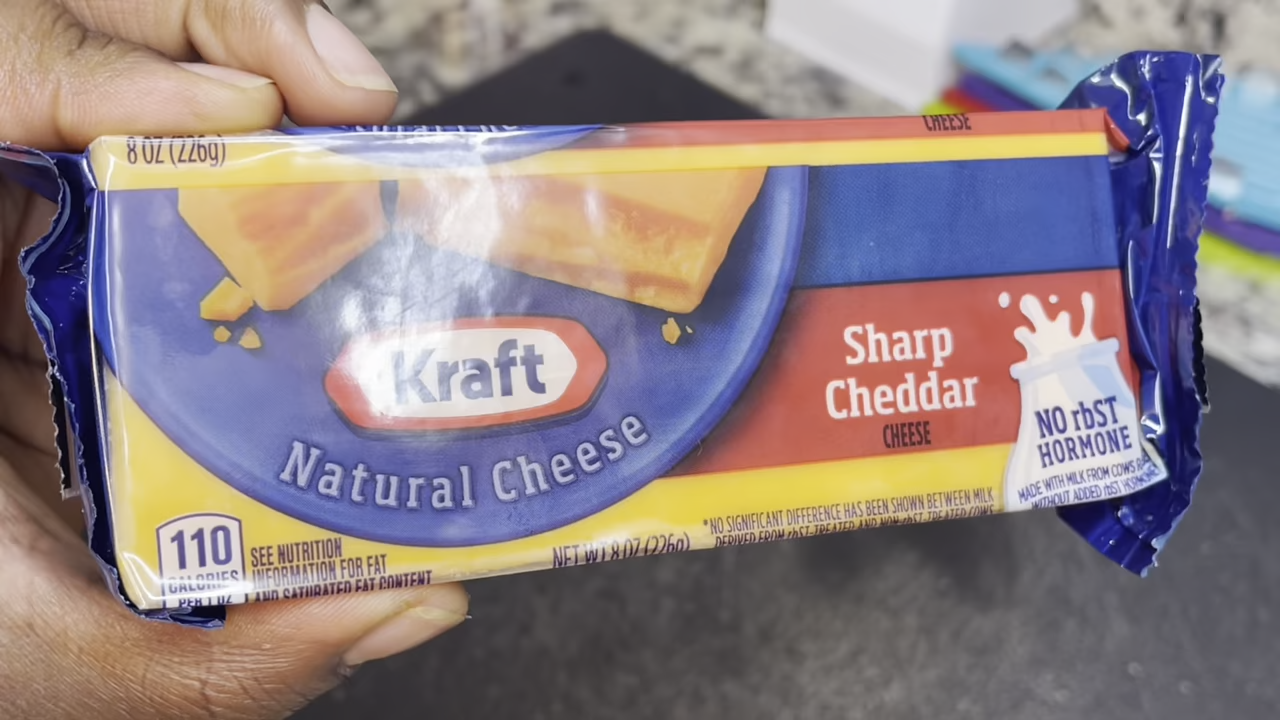 8 OZ (226g)
CHEESE
Kraft
Natural Cheese
Sharp
Cheddar
CHEESE
NO rbST
HORMONE
MADE WITH MILK FROM COWS
WITHOUT ADDED rbST HORMONE
110
CALORIES
PER 1 OZ
SEE NUTRITION
INFORMATION FOR FAT
AND SATURATED FAT CONTENT
NET WT 8 OZ (226g)
*NO SIGNIFICANT DIFFERENCE HAS BEEN SHOWN BETWEEN MILK
DERIVED FROM rbST-TREATED AND NON-rbST-TREATED COWS